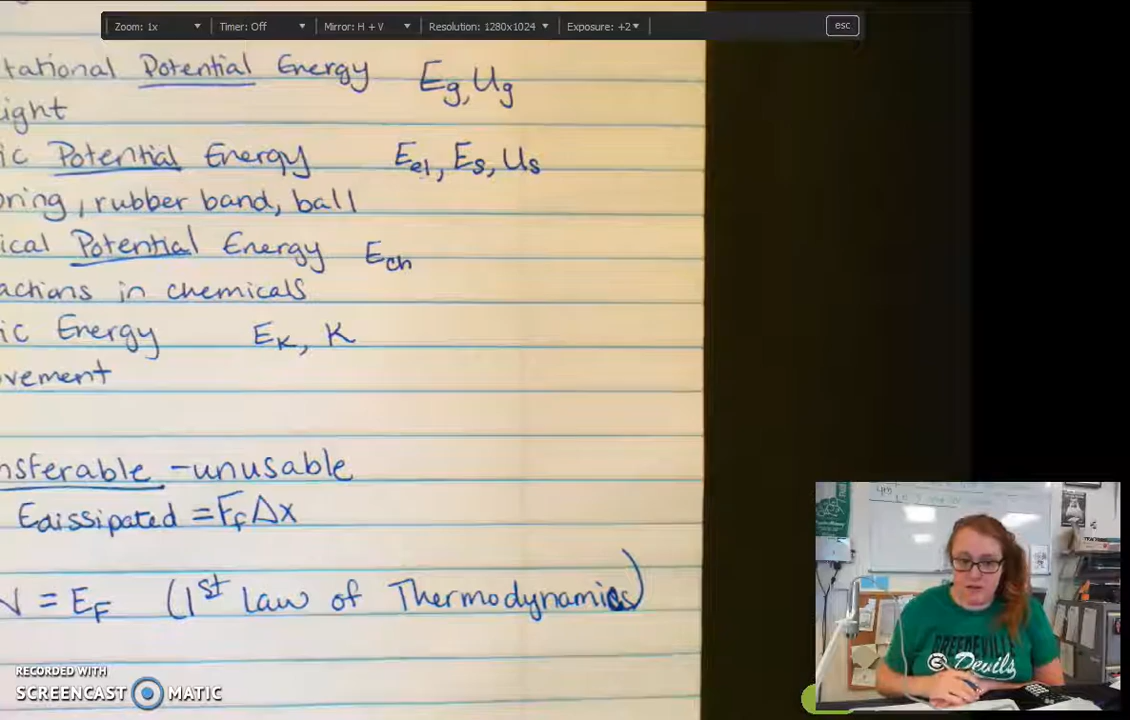 Zoom: 1x Timer: Off Mirror: H + V Resolution: 1280x1024 Exposure: +2 esc
tational Potential Energy Eg, Ug
ight
ic Potential Energy Eel, Es, Us
pring, rubber band, ball
ical Potential Energy Ech
actions in chemicals
ic Energy EK, K
ovement
nsferable - unusable
Edissipated = FfΔx
= EF (1st law of Thermodynamics)
RECORDED WITH
SCREENCAST MATIC
GREENEVILLE
G Devils